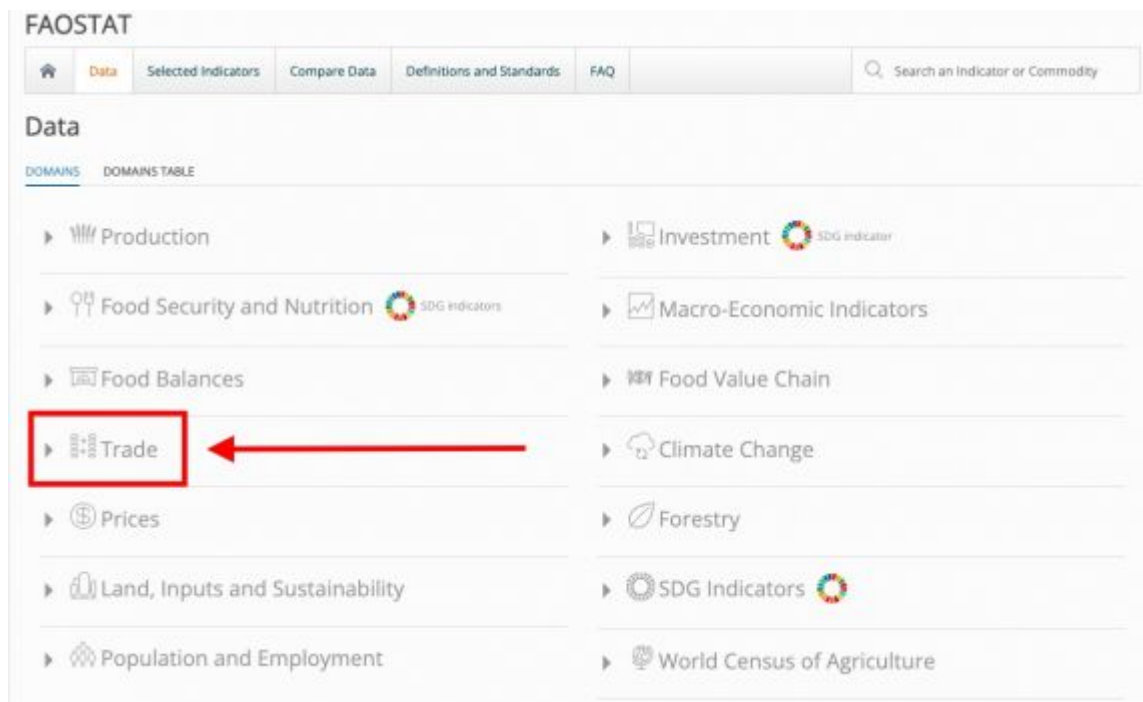 FAOSTAT
Data Selected Indicators Compare Data Definitions and Standards FAQ Search an Indicator or Commodity
Data
DOMAINS DOMAINS TABLE
Production
Investment SDG indicator
Food Security and Nutrition SDG indicators
Macro-Economic Indicators
Food Balances
Food Value Chain
Trade
Climate Change
Prices
Forestry
Land, Inputs and Sustainability
SDG Indicators
Population and Employment
World Census of Agriculture